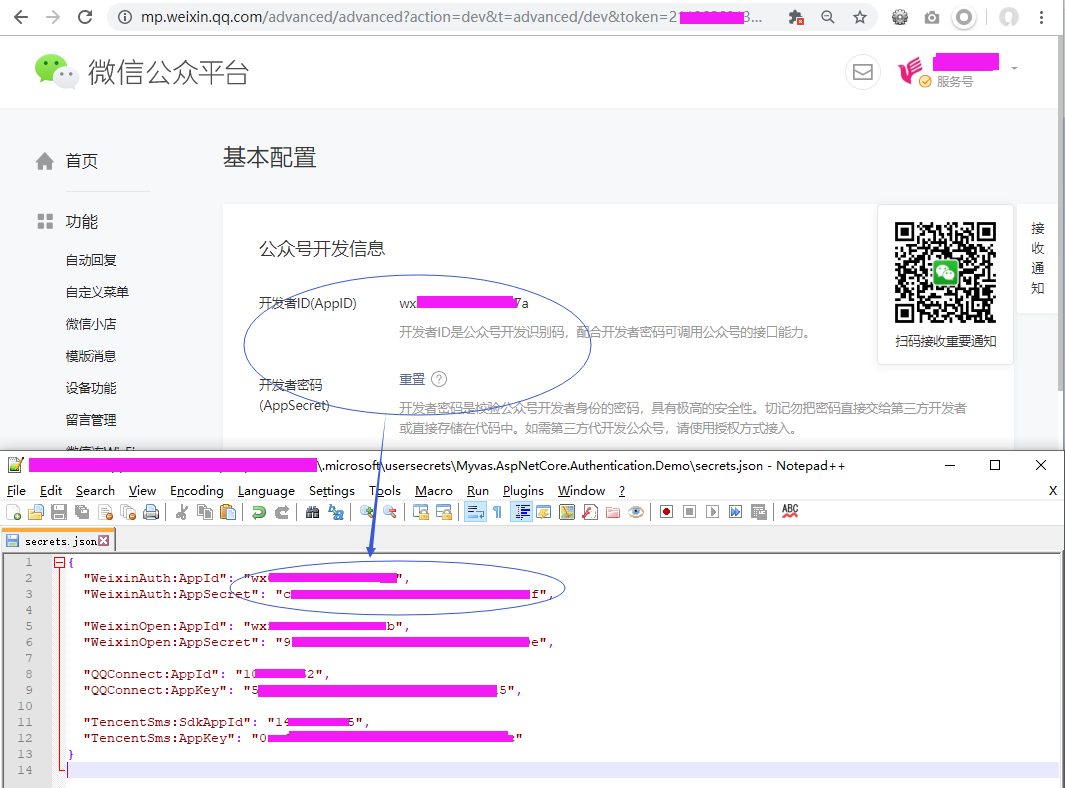 mp.weixin.qq.com/advanced/advanced?action=dev&t=advanced/dev&token=2
微信公众平台
服务号
首页
基本配置
功能
公众号开发信息
自动回复
自定义菜单
微信小店
模版消息
设备功能
留言管理
开发者ID(AppID)
wx 7a
开发者ID是公众号开发识别码，配合开发者密码可调用公众号的接口能力。
开发者密码
(AppSecret)
重置 ?
开发者密码是校验公众号开发者身份的密码，具有极高的安全性。切记勿把密码直接交给第三方开发者
或直接存储在代码中。如需第三方代开发公众号，请使用授权方式接入。
扫码接收重要通知
接收通知
\.microsoft\usersecrets\Myvas.AspNetCore.Authentication.Demo\secrets.json - Notepad++
File Edit Search View Encoding Language Settings Tools Macro Run Plugins Window ? X
ABC
secrets.json
1 {
2 "WeixinAuth:AppId": "wx ",
3 "WeixinAuth:AppSecret": "c f",
4
5 "WeixinOpen:AppId": "wx b",
6 "WeixinOpen:AppSecret": "9 e",
7
8 "QQConnect:AppId": "10 2",
9 "QQConnect:AppKey": "5 5",
10
11 "TencentSms:SdkAppId": "14 5",
12 "TencentSms:AppKey": "0 "
13 }
14